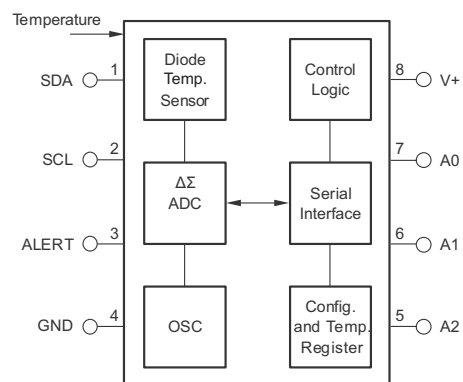 Temperature
SDA
1
Diode
Temp.
Sensor
Control
Logic
8
V+
SCL
2
ΔΣ
ADC
Serial
Interface
7
A0
ALERT
3
6
A1
GND
4
OSC
Config.
and Temp.
Register
5
A2